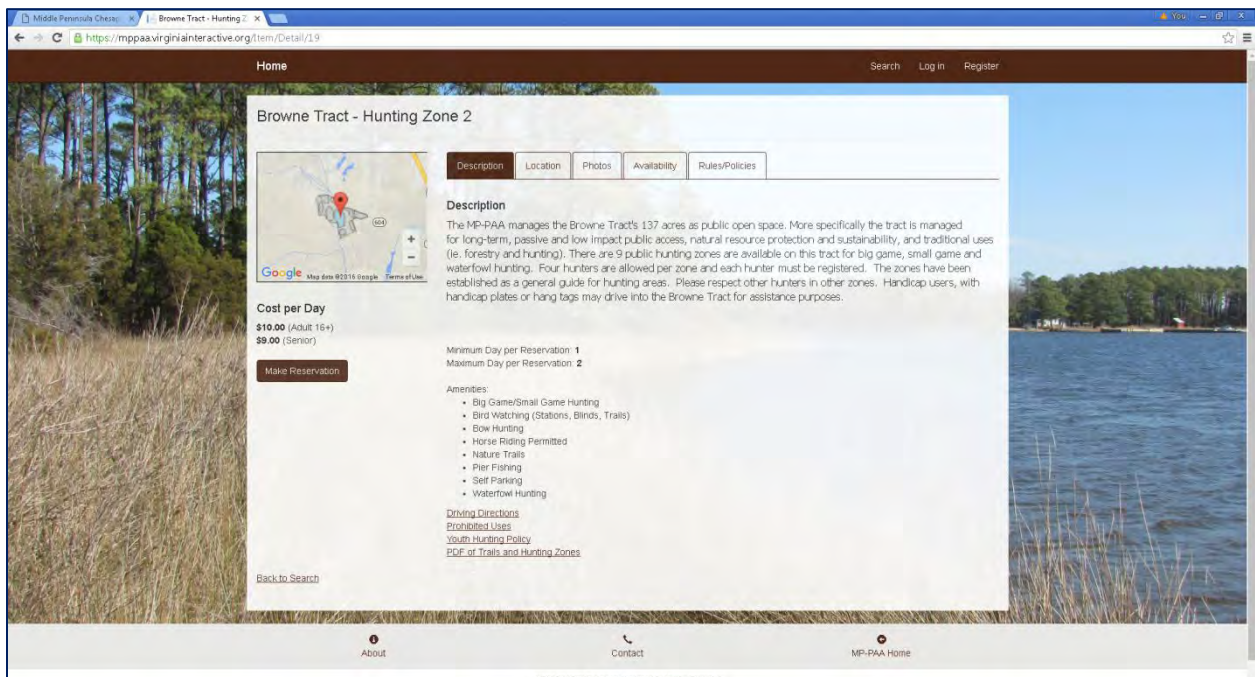 Middle Peninsula Chesap
Browne Tract - Hunting Z
You
https://mppaa.virginiainteractive.org/Item/Detail/19
Home
Search Log in Register
Browne Tract - Hunting Zone 2
604
+
-
Google Map data ©2015 Google Terms of Use
Cost per Day
$10.00 (Adult 16+)
$9.00 (Senior)
Make Reservation
Description Location Photos Availability Rules/Policies
Description
The MP-PAA manages the Browne Tract's 137 acres as public open space. More specifically the tract is managed
for long-term, passive and low impact public access, natural resource protection and sustainability, and traditional uses
(ie. forestry and hunting). There are 9 public hunting zones are available on this tract for big game, small game and
waterfowl hunting. Four hunters are allowed per zone and each hunter must be registered. The zones have been
established as a general guide for hunting areas. Please respect other hunters in other zones. Handicap users, with
handicap plates or hang tags may drive into the Browne Tract for assistance purposes.
Minimum Day per Reservation: 1
Maximum Day per Reservation: 2
Amenities:
• Big Game/Small Game Hunting
• Bird Watching (Stations, Blinds, Trails)
• Bow Hunting
• Horse Riding Permitted
• Nature Trails
• Pier Fishing
• Self Parking
• Waterfowl Hunting
Driving Directions
Prohibited Uses
Youth Hunting Policy
PDF of Trails and Hunting Zones
Back to Search
About
Contact
MP-PAA Home